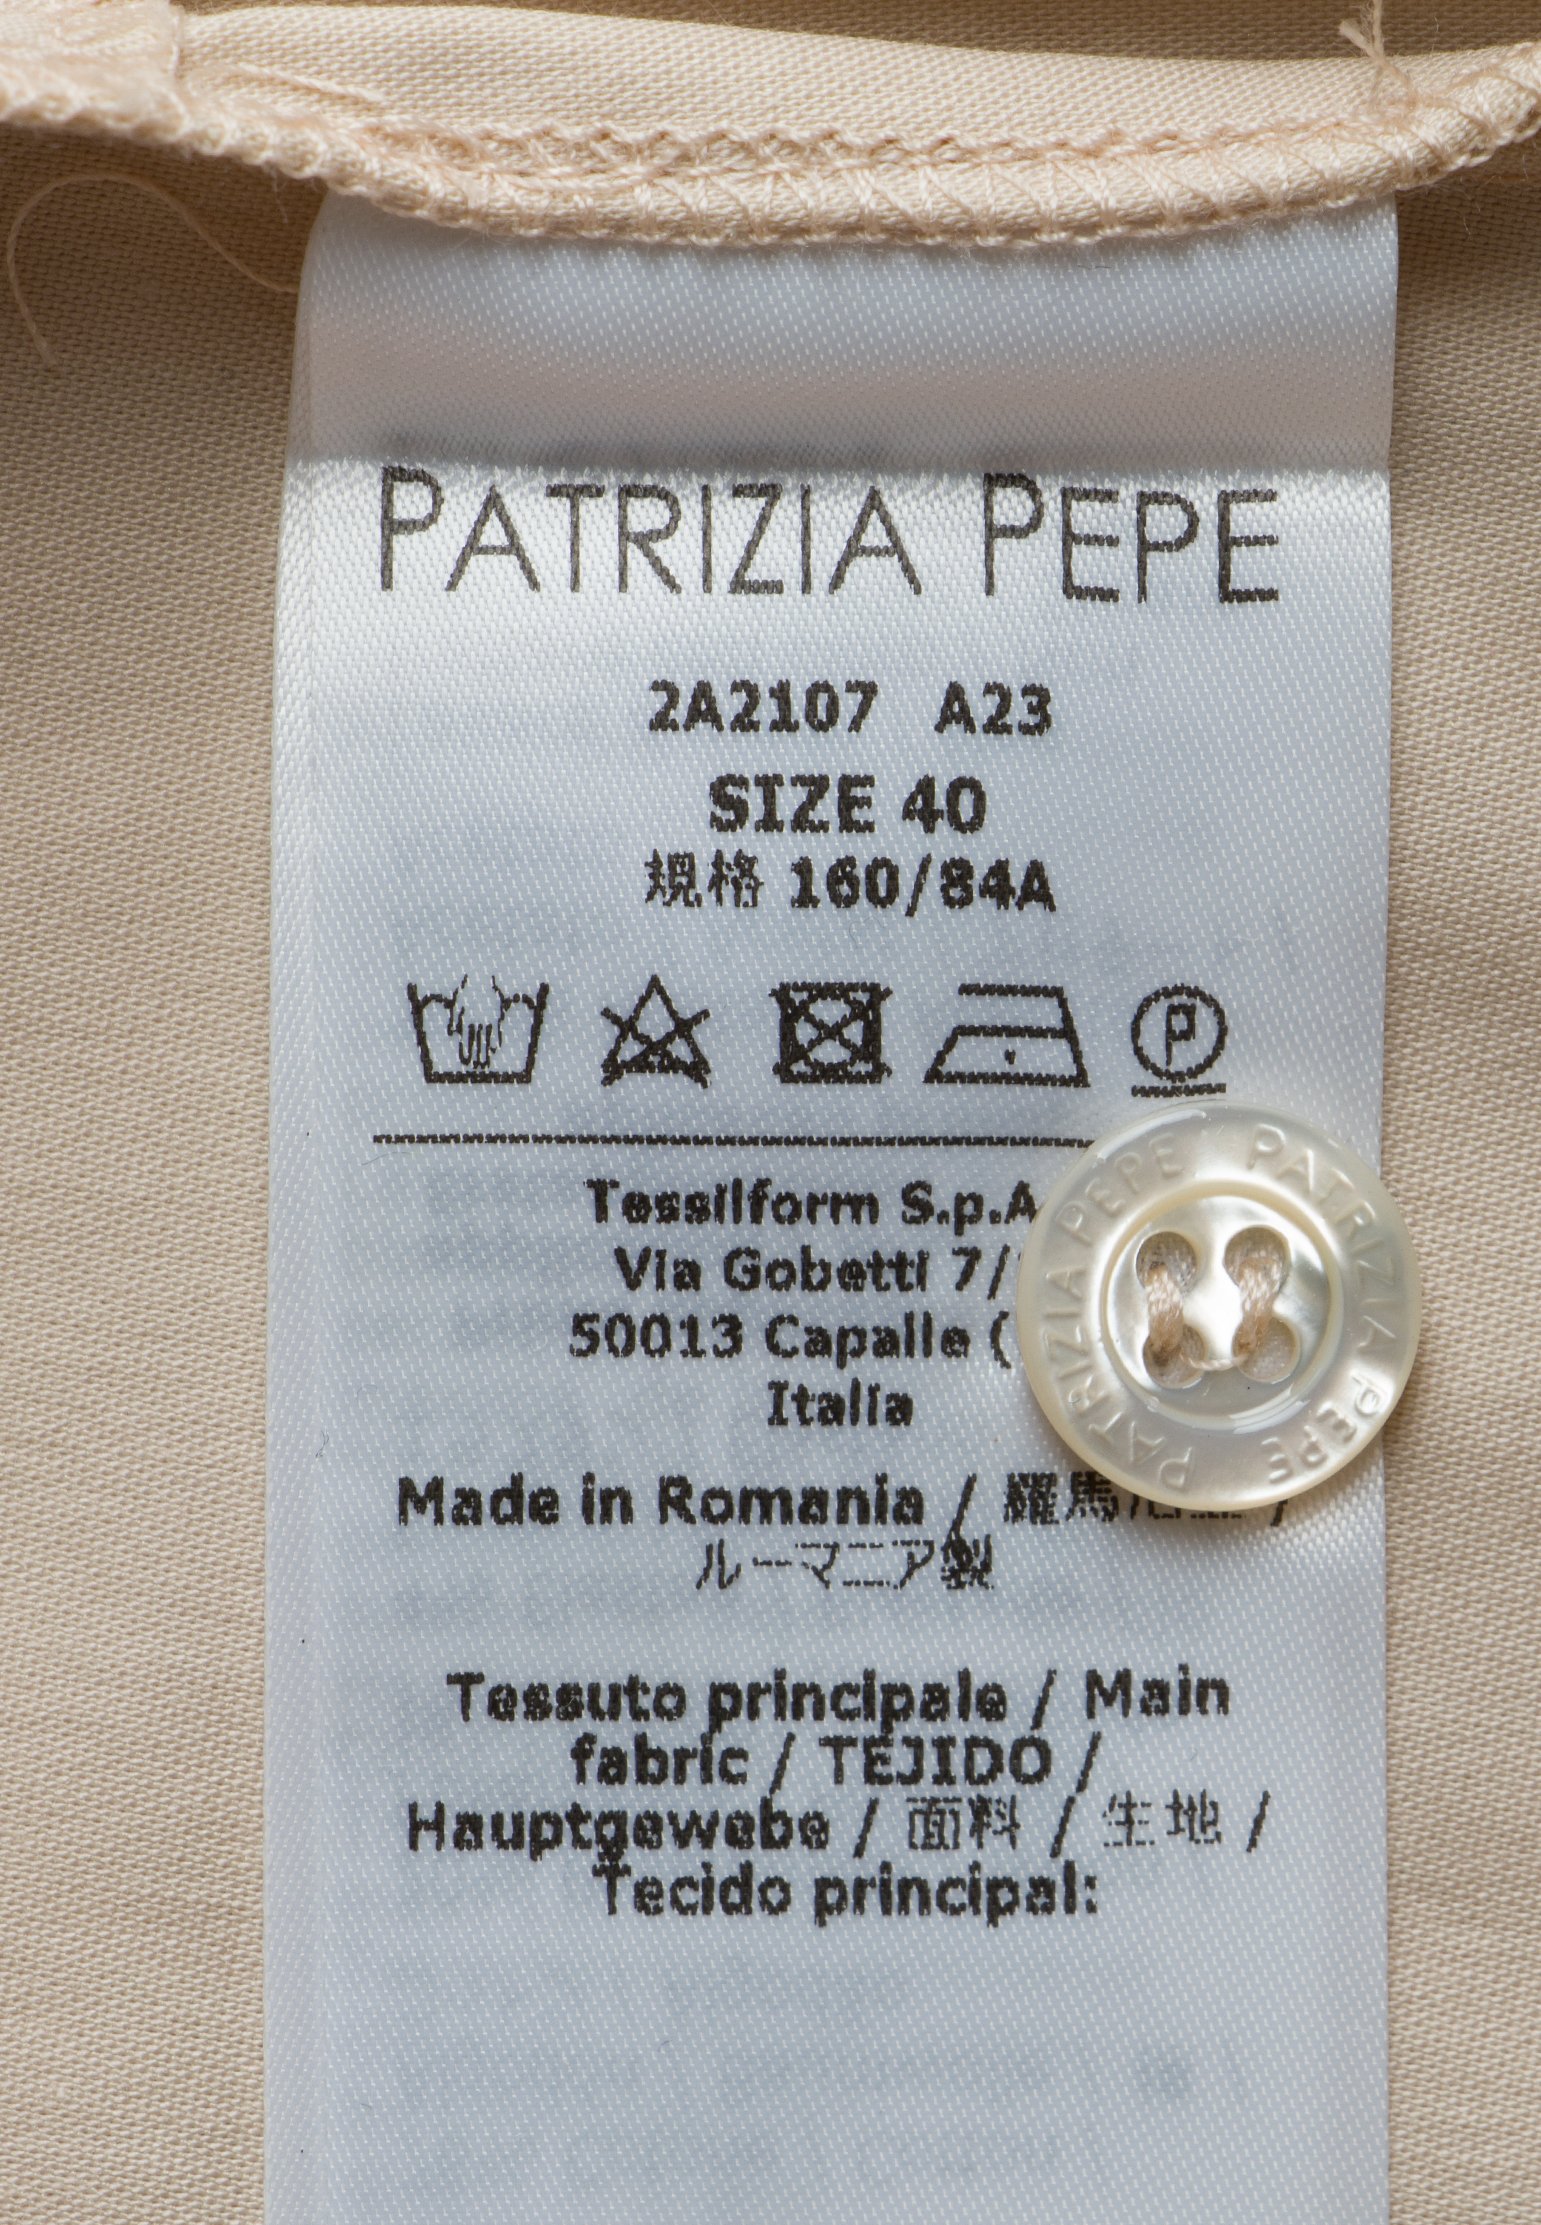 PATRIZIA PEPE
2A2107 A23
SIZE 40
規格 160/84A
P
Tessilform S.p.A
Via Gobetti 7/
50013 Capalle (
Italia
Made in Romania / 羅馬 /
ルーマニア製
Tessuto principale / Main
fabric / TEJIDO /
Hauptgewebe / 面料 / 生地 /
Tecido principal:
PATRIZIA PEPE PATRIZIA PEPE